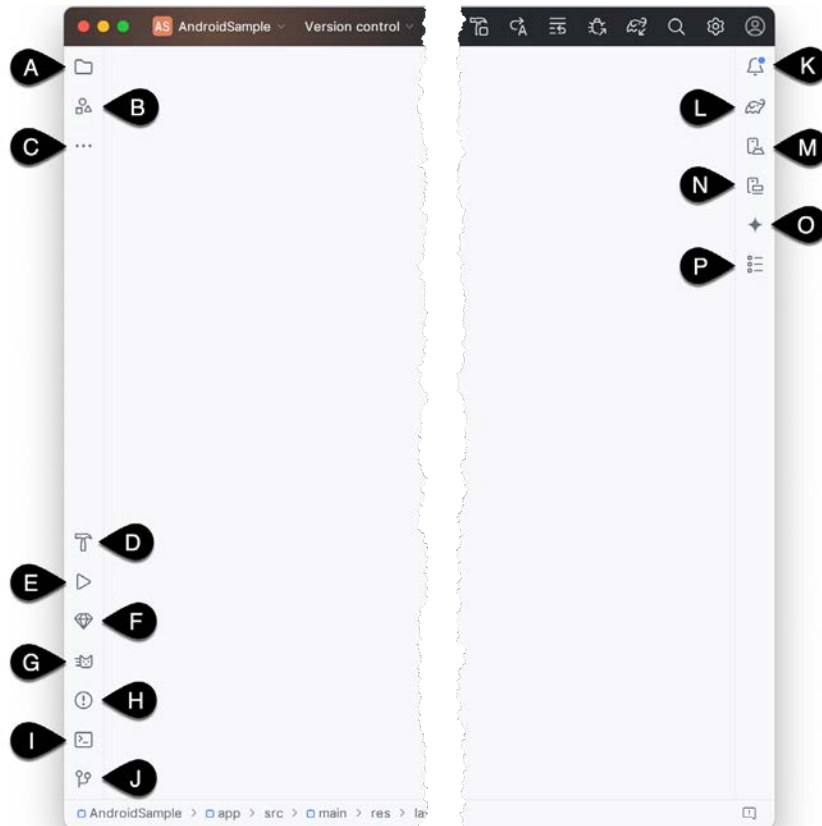 AS AndroidSample Version control
A
K
B
L
C
M
N
O
P
D
E
F
G
H
I
J
AndroidSample > app > src > main > res > la